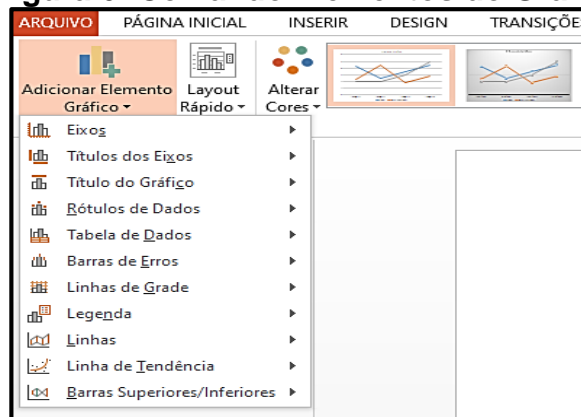 ARQUIVO PÁGINA INICIAL INSERIR DESIGN TRANSIÇÕES
Adicionar Elemento Gráfico
Layout Rápido
Alterar Cores
Eixos
Títulos dos Eixos
Título do Gráfico
Rótulos de Dados
Tabela de Dados
Barras de Erros
Linhas de Grade
Legenda
Linhas
Linha de Tendência
Barras Superiores/Inferiores